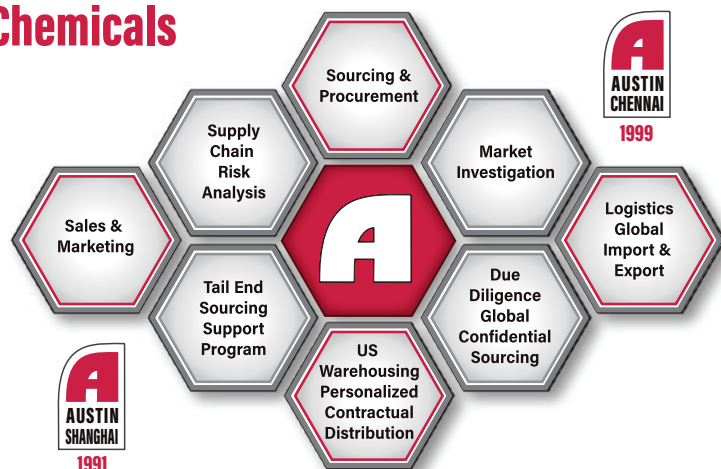 Chemicals
Sourcing &
Procurement
A
AUSTIN
CHENNAI
1999
Supply
Chain
Risk
Analysis
Market
Investigation
Sales &
Marketing
A
Logistics
Global
Import &
Export
Tail End
Sourcing
Support
Program
Due
Diligence
Global
Confidential
Sourcing
US
Warehousing
Personalized
Contractual
Distribution
A
AUSTIN
SHANGHAI
1991